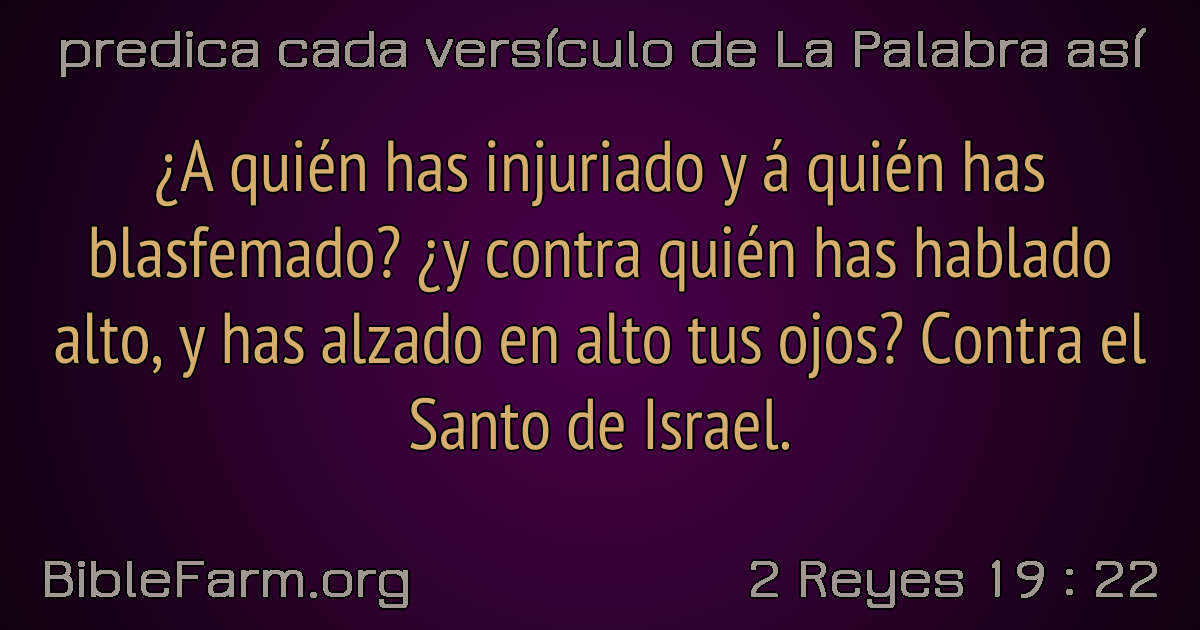 predica cada versículo de La Palabra así
¿A quién has injuriado y á quién has
blasfemado? ¿y contra quién has hablado
alto, y has alzado en alto tus ojos? Contra el
Santo de Israel.
BibleFarm.org
2 Reyes 19 : 22